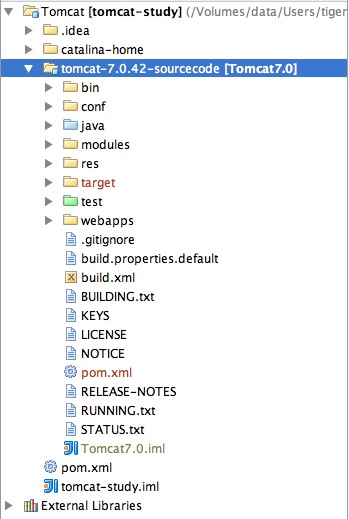 Tomcat [tomcat-study] (/Volumes/data/Users/tiger
.idea
catalina-home
tomcat-7.0.42-sourcecode [Tomcat7.0]
bin
conf
java
modules
res
target
test
webapps
.gitignore
build.properties.default
build.xml
BUILDING.txt
KEYS
LICENSE
NOTICE
pom.xml
RELEASE-NOTES
RUNNING.txt
STATUS.txt
Tomcat7.0.iml
pom.xml
tomcat-study.iml
External Libraries